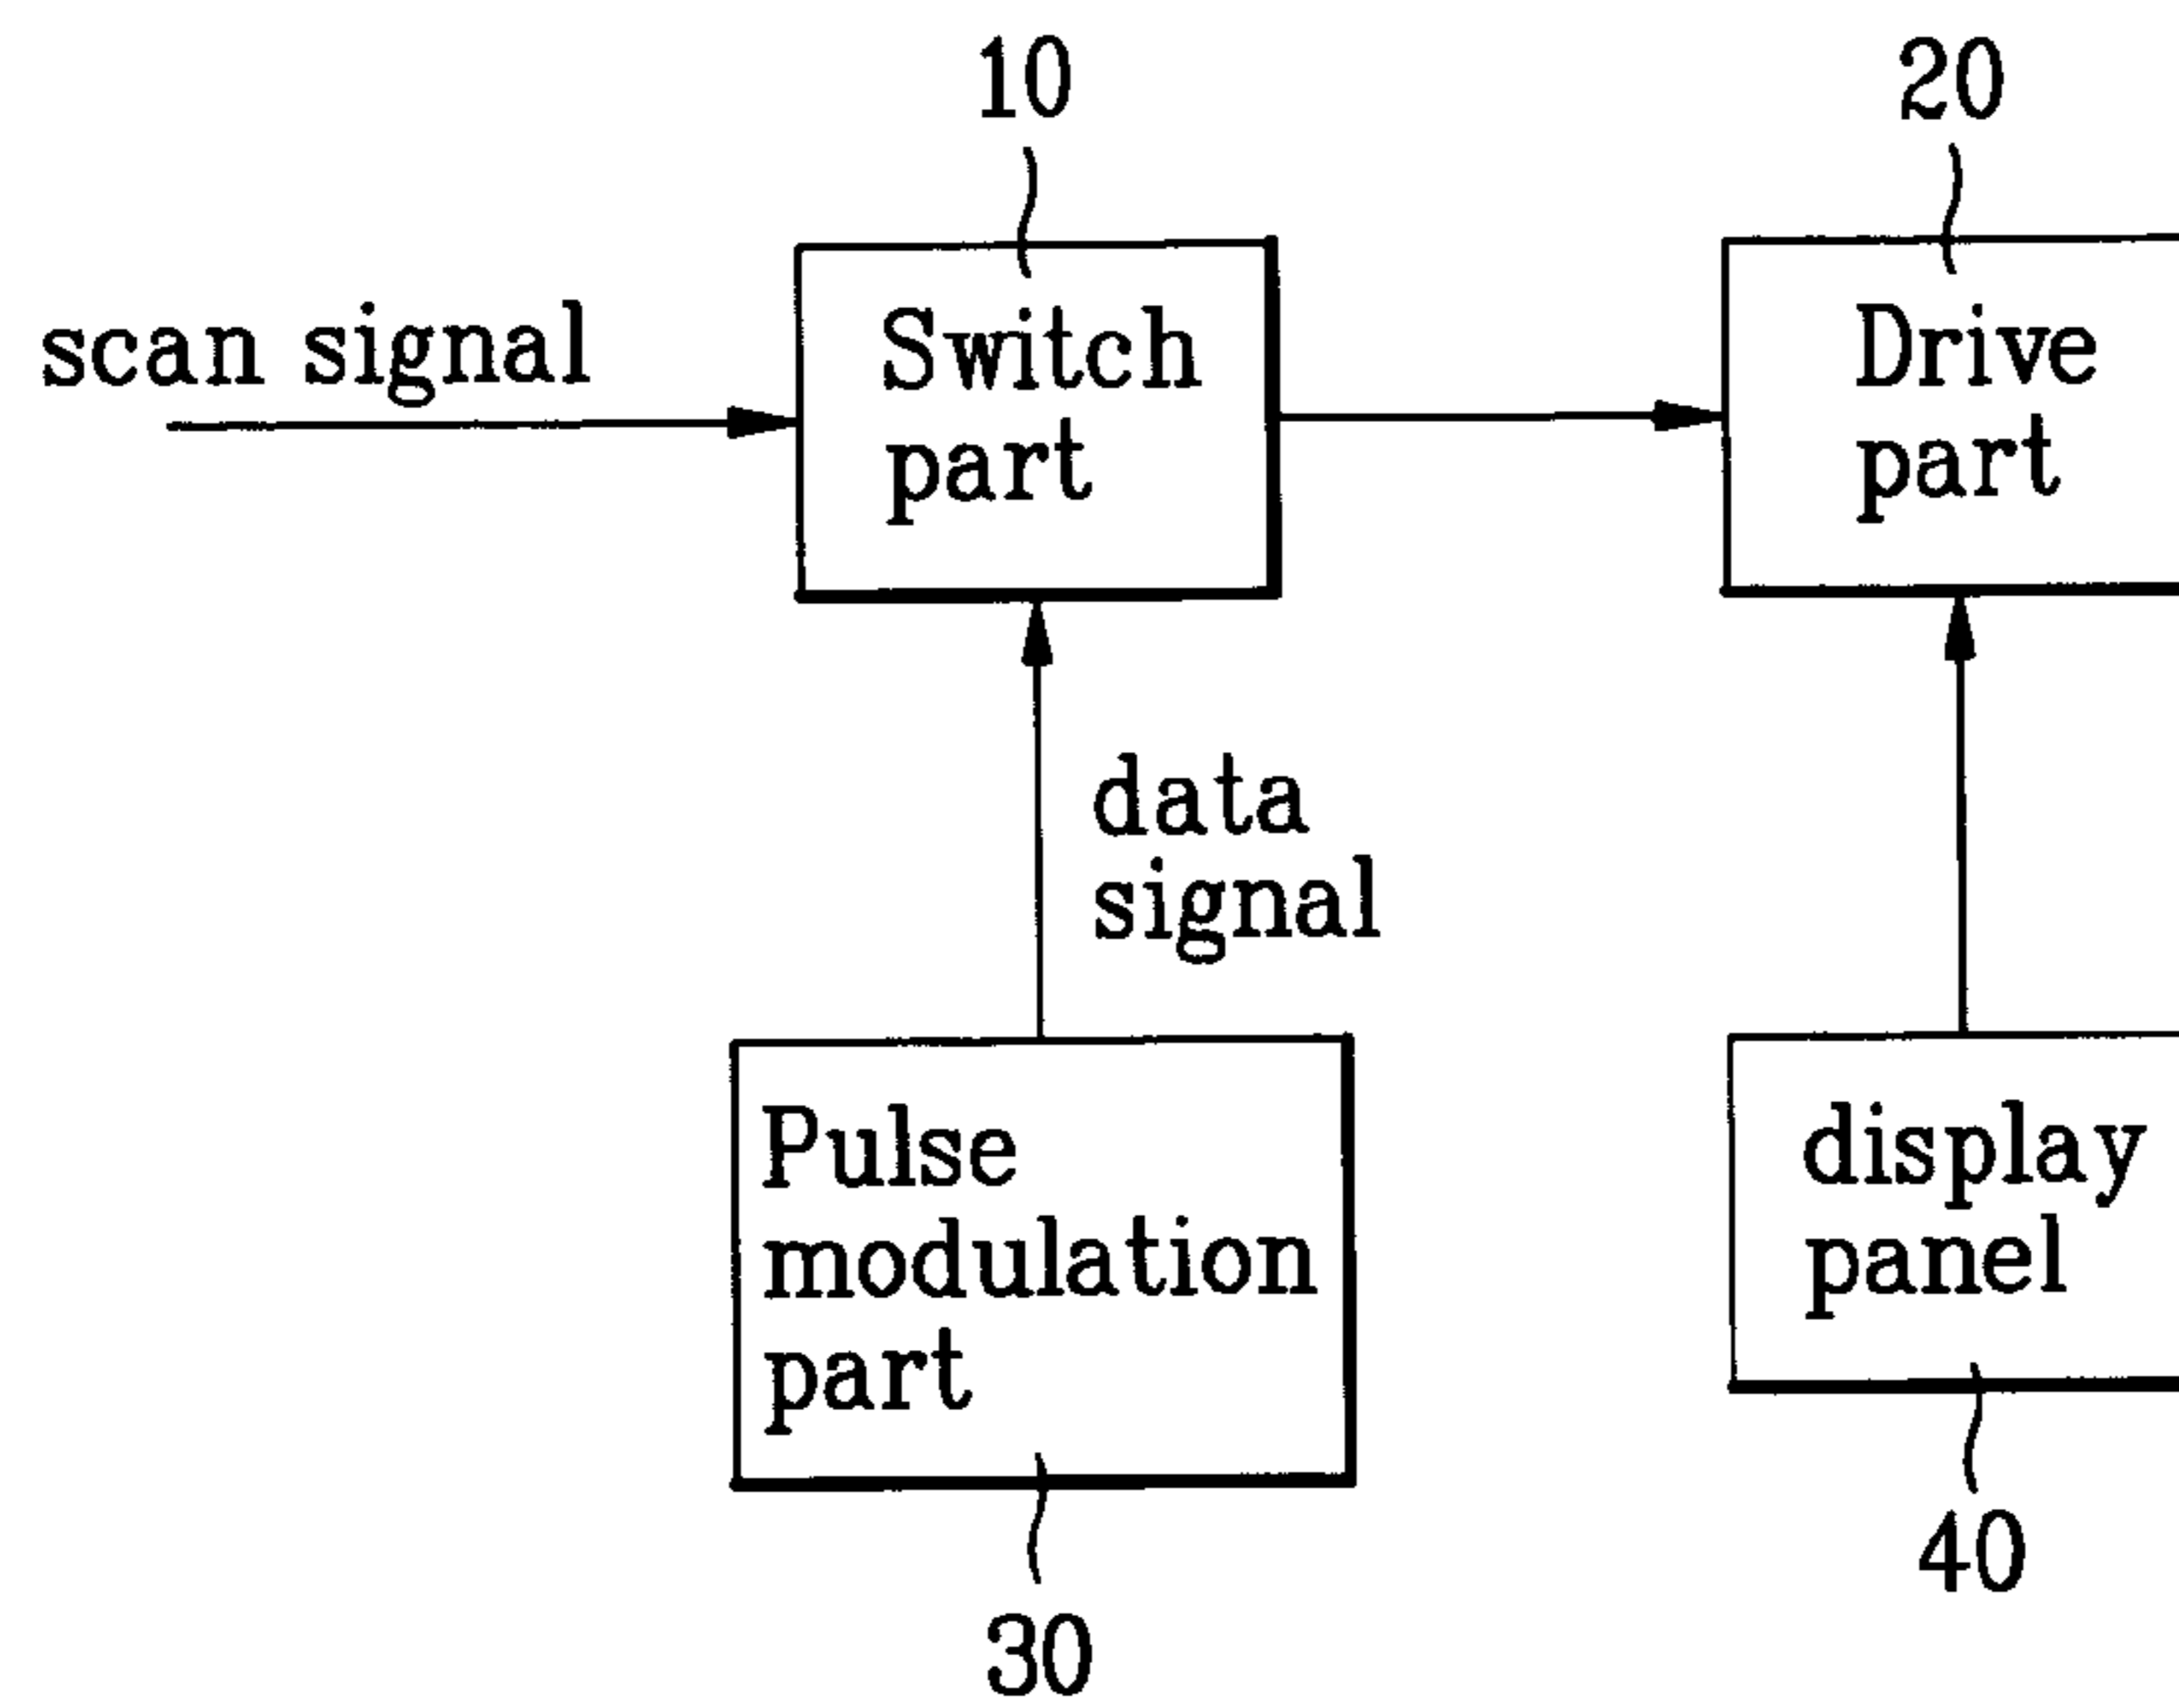 10
20
scan signal
Switch
part
Drive
part
data
signal
Pulse
modulation
part
display
panel
30
40